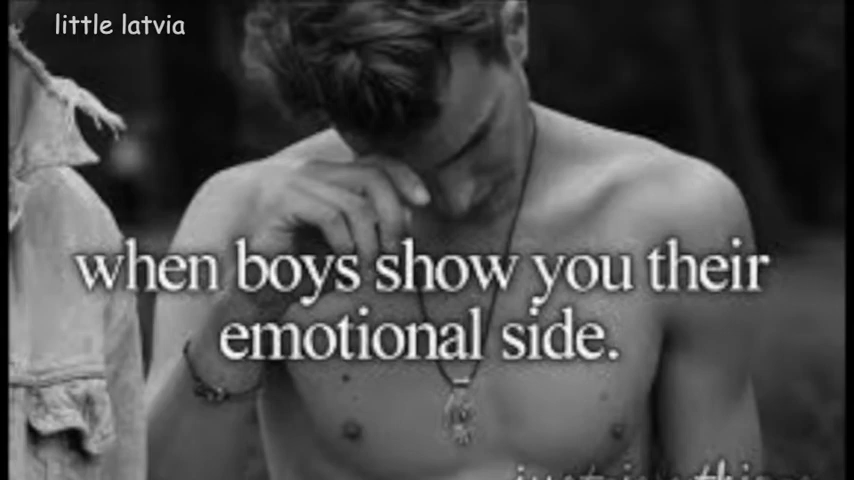 little latvia
when boys show you their
emotional side.